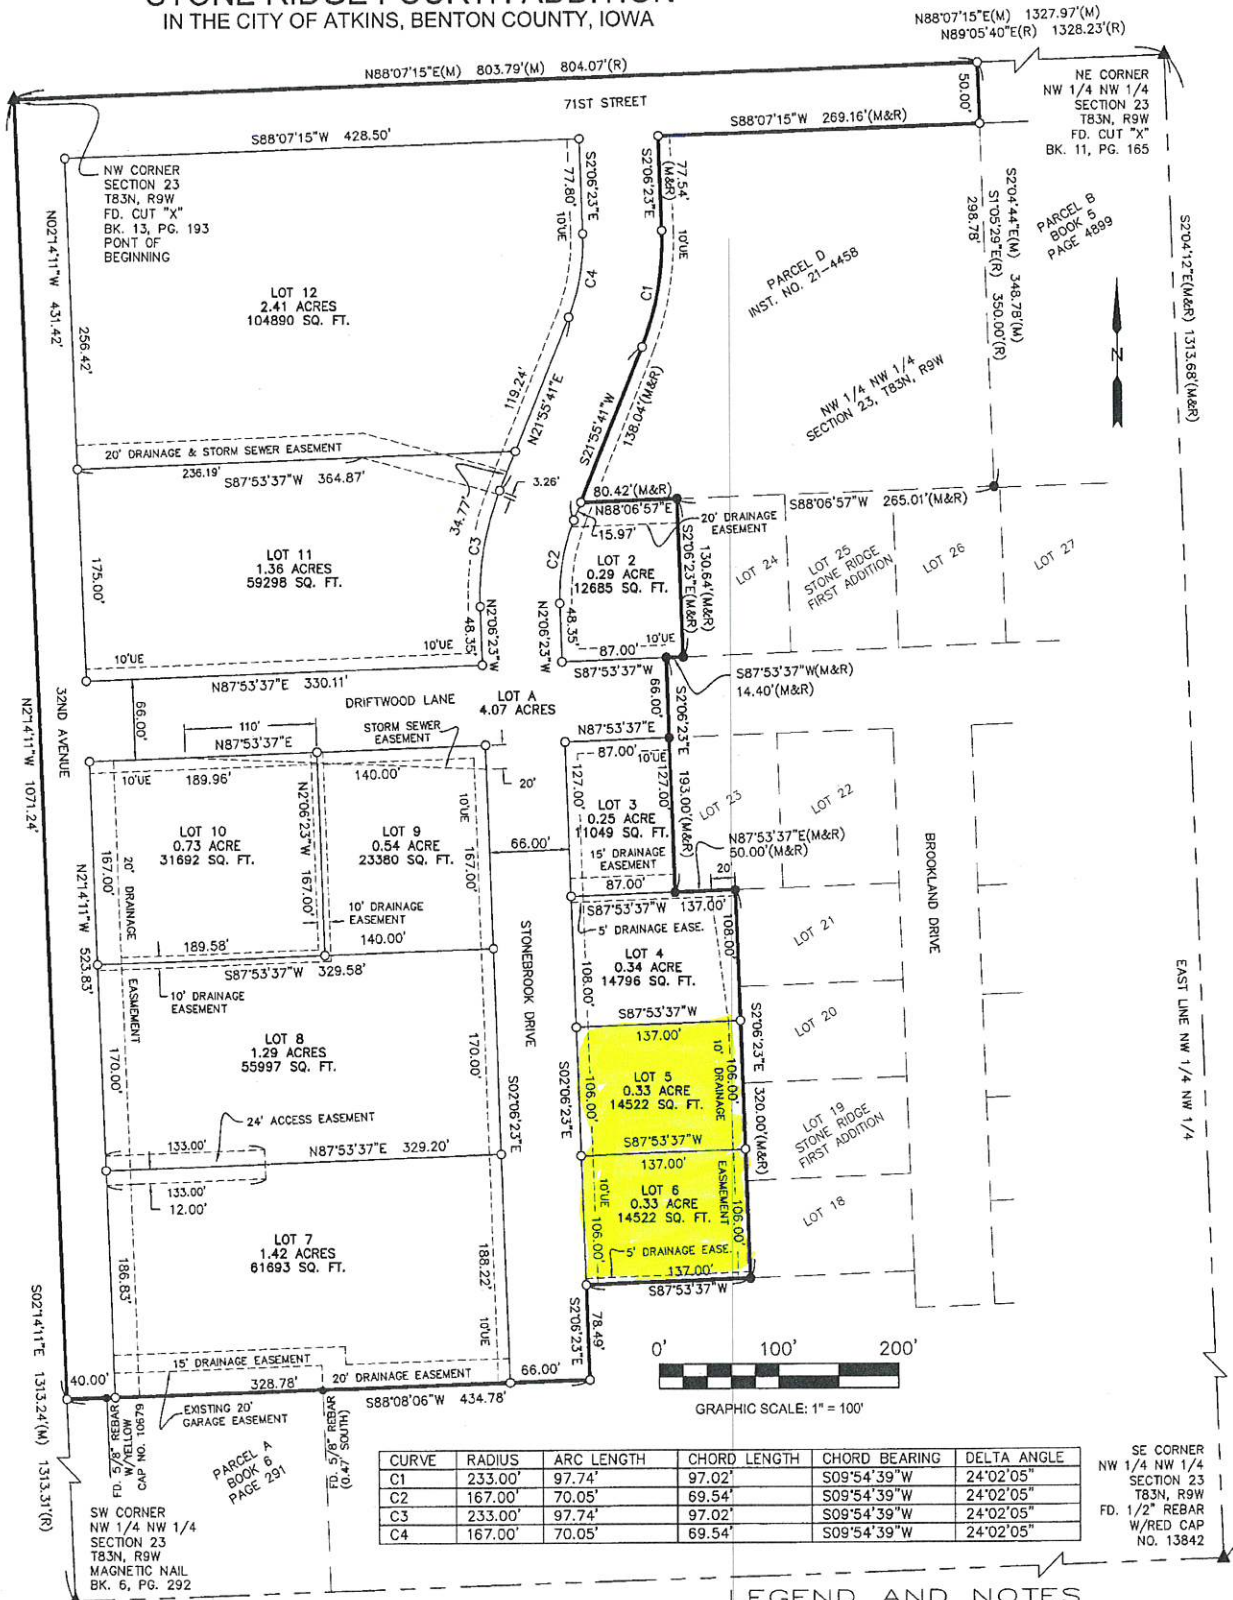 STONE RIDGE FOURTH ADDITION
IN THE CITY OF ATKINS, BENTON COUNTY, IOWA
N88°07'15"E(M) 1327.97'(M)
N89°05'40"E(R) 1328.23'(R)
N88°07'15"E(M) 803.79'(M) 804.07'(R)
50.00'
NE CORNER
NW 1/4 NW 1/4
SECTION 23
T83N, R9W
FD. CUT "X"
BK. 11, PG. 165
71ST STREET
S88°07'15"W 428.50'
S88°07'15"W 269.16'(M&R)
NW CORNER
SECTION 23
T83N, R9W
FD. CUT "X"
BK. 13, PG. 193
PONT OF
BEGINNING
N02°14'11"W 431.42'
256.42'
77.80'
10'UE
S2°06'23"E
C4
S2°06'23"E
77.54'
(M&R)
10'UE
C1
S2°04'44"E(M) 348.78'(M)
S1°05'29"E(R) 350.00'(R)
298.78'
PARCEL B
BOOK 5
PAGE 4899
S2°04'12"E(M&R) 1313.68'(M&R)
PARCEL D
INST. NO. 21-4458
N
LOT 12
2.41 ACRES
104890 SQ. FT.
119.24'
N21°55'41"E
S21°55'41"W
138.04'(M&R)
NW 1/4 NW 1/4
SECTION 23, T83N, R9W
20' DRAINAGE & STORM SEWER EASEMENT
236.19'
S87°53'37"W 364.87'
3.26'
34.77'
C3
80.42'(M&R)
N88°06'57"E
S88°06'57"W 265.01'(M&R)
15.97'
20' DRAINAGE
EASEMENT
C2
LOT 11
1.36 ACRES
59298 SQ. FT.
175.00'
LOT 2
0.29 ACRE
12685 SQ. FT.
S2°06'23"E(M&R)
130.64'(M&R)
LOT 24
LOT 25
STONE RIDGE
FIRST ADDITION
LOT 26
LOT 27
48.35'
N2°06'23"W
N2°06'23"W
48.35'
10'UE
87.00'
S87°53'37"W
10'UE
N87°53'37"E 330.11'
S87°53'37"W(M&R)
14.40'(M&R)
66.00'
S2°06'23"E
DRIFTWOOD LANE
LOT A
4.07 ACRES
32ND AVENUE
66.00'
N2°14'11"W 1071.24'
110'
N87°53'37"E
STORM SEWER
EASEMENT
20'
10'UE
189.96'
140.00'
N87°53'37"E
87.00'
10'UE
127.00'
127.00'
193.00'(M&R)
LOT 23
LOT 22
LOT 10
0.73 ACRE
31692 SQ. FT.
N2°06'23"W 167.00'
LOT 9
0.54 ACRE
23380 SQ. FT.
10'UE
167.00'
66.00'
LOT 3
0.25 ACRE
11049 SQ. FT.
15' DRAINAGE
EASEMENT
87.00'
N87°53'37"E(M&R)
50.00'(M&R)
20'
167.00'
20' DRAINAGE
EASMEMENT
N2°14'11"W 523.83'
10' DRAINAGE
EASEMENT
140.00'
189.58'
S87°53'37"W 329.58'
10' DRAINAGE
EASEMENT
STONEBROOK DRIVE
S87°53'37"W 137.00'
5' DRAINAGE EASE.
108.00'
LOT 4
0.34 ACRE
14796 SQ. FT.
108.00'
LOT 21
BROOKLAND DRIVE
S87°53'37"W
137.00'
LOT 20
LOT 8
1.29 ACRES
55997 SQ. FT.
170.00'
170.00'
S02°06'23"E
S02°06'23"E
106.00'
LOT 5
0.33 ACRE
14522 SQ. FT.
10' DRAINAGE
EASMEMENT
106.00'
S2°06'23"E 320.00'(M&R)
LOT 19
STONE RIDGE
FIRST ADDITION
EAST LINE NW 1/4 NW 1/4
24' ACCESS EASEMENT
133.00'
N87°53'37"E 329.20'
133.00'
12.00'
S87°53'37"W
137.00'
10'UE
106.00'
LOT 6
0.33 ACRE
14522 SQ. FT.
106.00'
LOT 18
5' DRAINAGE EASE.
137.00'
S87°53'37"W
LOT 7
1.42 ACRES
61693 SQ. FT.
186.83'
188.22'
10'UE
S2°06'23"E
78.49'
S02°14'11"E 1313.24'(M) 1313.31'(R)
15' DRAINAGE EASEMENT
20' DRAINAGE EASEMENT
66.00'
40.00'
328.78'
S88°08'06"W 434.78'
EXISTING 20'
GARAGE EASEMENT
0' 100' 200'
GRAPHIC SCALE: 1" = 100'
FD. 5/8" REBAR
W/YELLOW
CAP NO. 10679
PARCEL A
BOOK 6
PAGE 291
FD. 5/8" REBAR
(0.47' SOUTH)
SW CORNER
NW 1/4 NW 1/4
SECTION 23
T83N, R9W
MAGNETIC NAIL
BK. 6, PG. 292
CURVE RADIUS ARC LENGTH CHORD LENGTH CHORD BEARING DELTA ANGLE
C1 233.00' 97.74' 97.02' S09°54'39"W 24°02'05"
C2 167.00' 70.05' 69.54' S09°54'39"W 24°02'05"
C3 233.00' 97.74' 97.02' S09°54'39"W 24°02'05"
C4 167.00' 70.05' 69.54' S09°54'39"W 24°02'05"
SE CORNER
NW 1/4 NW 1/4
SECTION 23
T83N, R9W
FD. 1/2" REBAR
W/RED CAP
NO. 13842
LEGEND AND NOTES